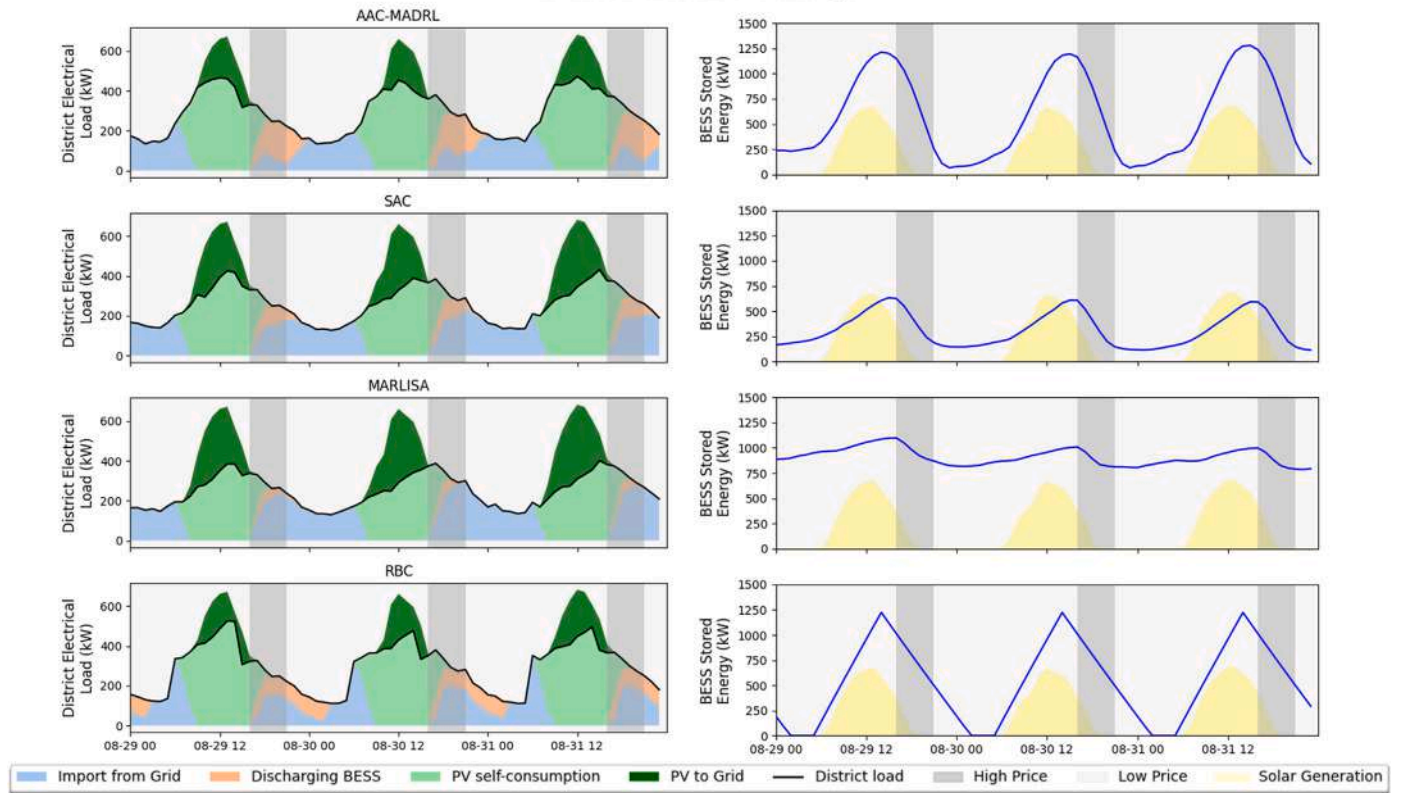 AAC-MADRL
District Electrical
Load (kW)
600
400
200
0
BESS Stored
Energy (kW)
1500
1250
1000
750
500
250
0
SAC
District Electrical
Load (kW)
600
400
200
0
BESS Stored
Energy (kW)
1500
1250
1000
750
500
250
0
MARLISA
District Electrical
Load (kW)
600
400
200
0
BESS Stored
Energy (kW)
1500
1250
1000
750
500
250
0
RBC
District Electrical
Load (kW)
600
400
200
0
08-29 00 08-29 12 08-30 00 08-30 12 08-31 00 08-31 12
BESS Stored
Energy (kW)
1500
1250
1000
750
500
250
0
08-29 00 08-29 12 08-30 00 08-30 12 08-31 00 08-31 12
Import from Grid Discharging BESS PV self-consumption PV to Grid District load High Price Low Price Solar Generation